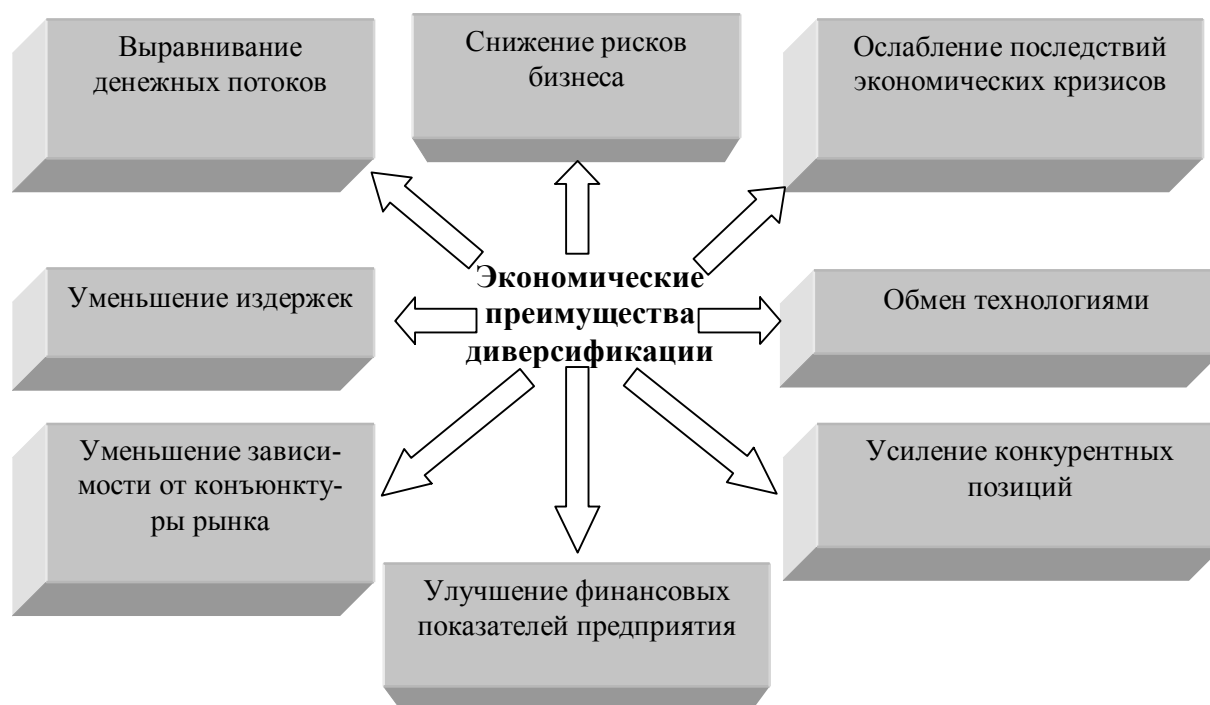 Выравнивание
денежных потоков
Снижение рисков
бизнеса
Ослабление последствий
экономических кризисов
Уменьшение издержек
Экономические
преимущества
диверсификации
Обмен технологиями
Уменьшение зависи-
мости от конъюнкту-
ры рынка
Улучшение финансовых
показателей предприятия
Усиление конкурентных
позиций